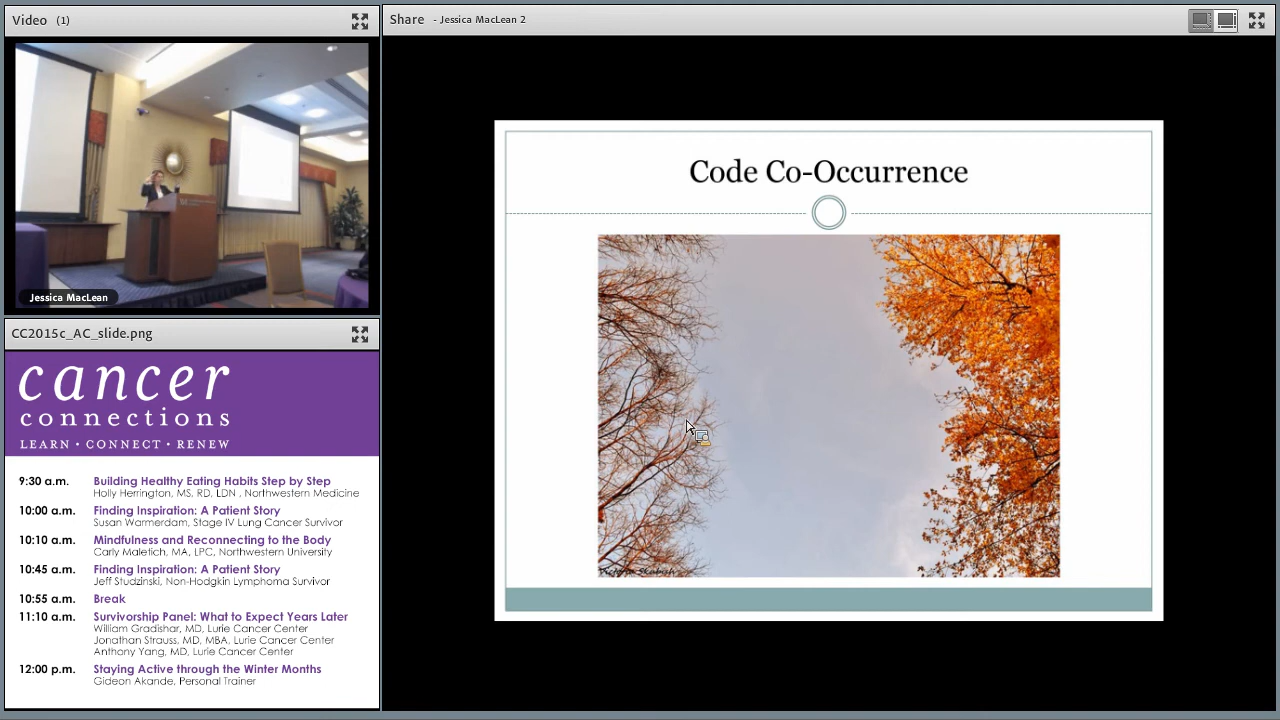 Video (1)
Jessica MacLean
CC2015c_AC_slide.png
cancer
connections
LEARN • CONNECT • RENEW
9:30 a.m. Building Healthy Eating Habits Step by Step
Holly Herrington, MS, RD, LDN , Northwestern Medicine
10:00 a.m. Finding Inspiration: A Patient Story
Susan Warmerdam, Stage IV Lung Cancer Survivor
10:10 a.m. Mindfulness and Reconnecting to the Body
Carly Maletich, MA, LPC, Northwestern University
10:45 a.m. Finding Inspiration: A Patient Story
Jeff Studzinski, Non-Hodgkin Lymphoma Survivor
10:55 a.m. Break
11:10 a.m. Survivorship Panel: What to Expect Years Later
William Gradishar, MD, Lurie Cancer Center
Jonathan Strauss, MD, MBA, Lurie Cancer Center
Anthony Yang, MD, Lurie Cancer Center
12:00 p.m. Staying Active through the Winter Months
Gideon Akande, Personal Trainer
Share - Jessica MacLean 2
Code Co-Occurrence